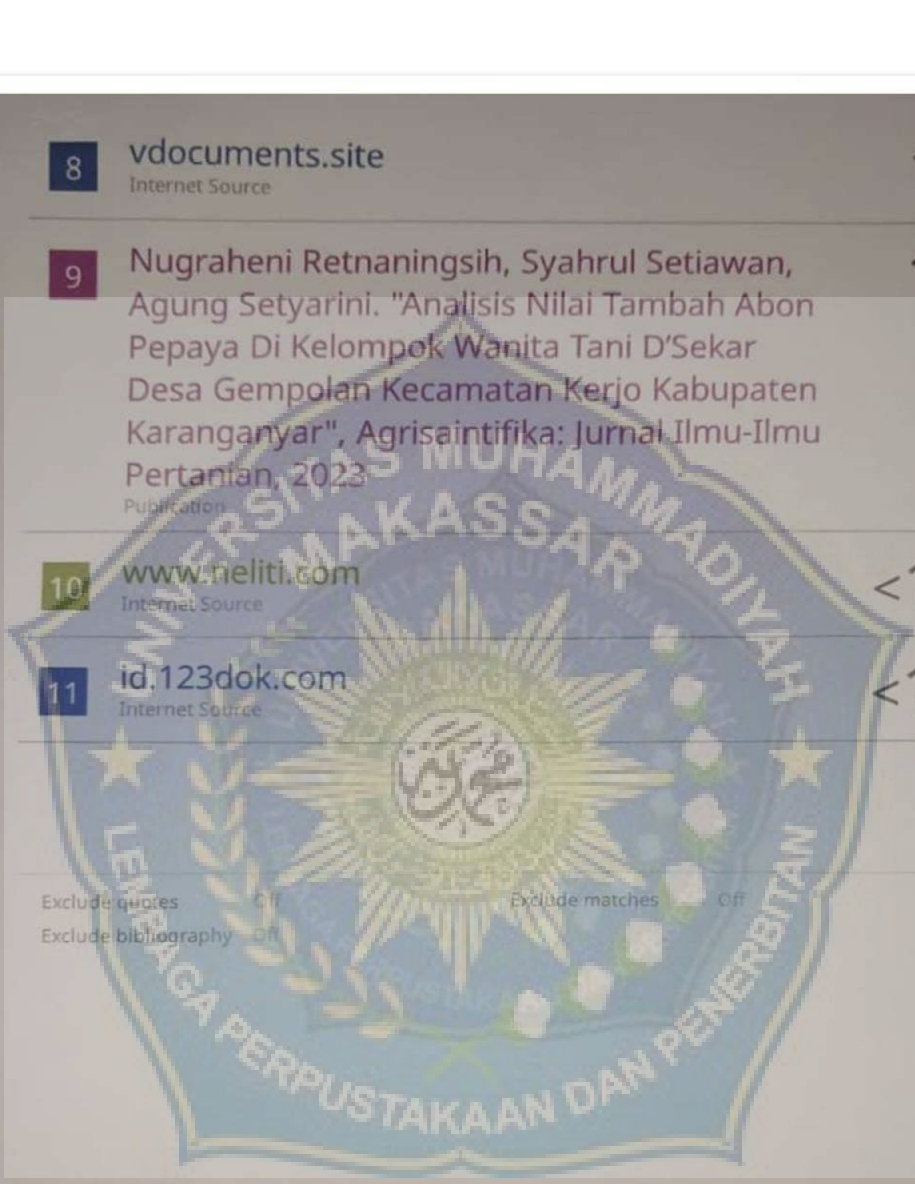 8 vdocuments.site
Internet Source
9 Nugraheni Retnaningsih, Syahrul Setiawan,
Agung Setyarini. "Analisis Nilai Tambah Abon
Pepaya Di Kelompok Wanita Tani D'Sekar
Desa Gempolan Kecamatan Kerjo Kabupaten
Karanganyar", Agrisaintifika: Jurnal Ilmu-Ilmu
Pertanian, 2023
Publication
UNIVERSITAS MUHAMMADIYAH
MAKASSAR
10 www.neliti.com <
Internet Source
11 id.123dok.com <
Internet Source
Exclude quotes Off Exclude matches Off
Exclude bibliography Off
LEMBAGA PERPUSTAKAAN DAN PENERBITAN